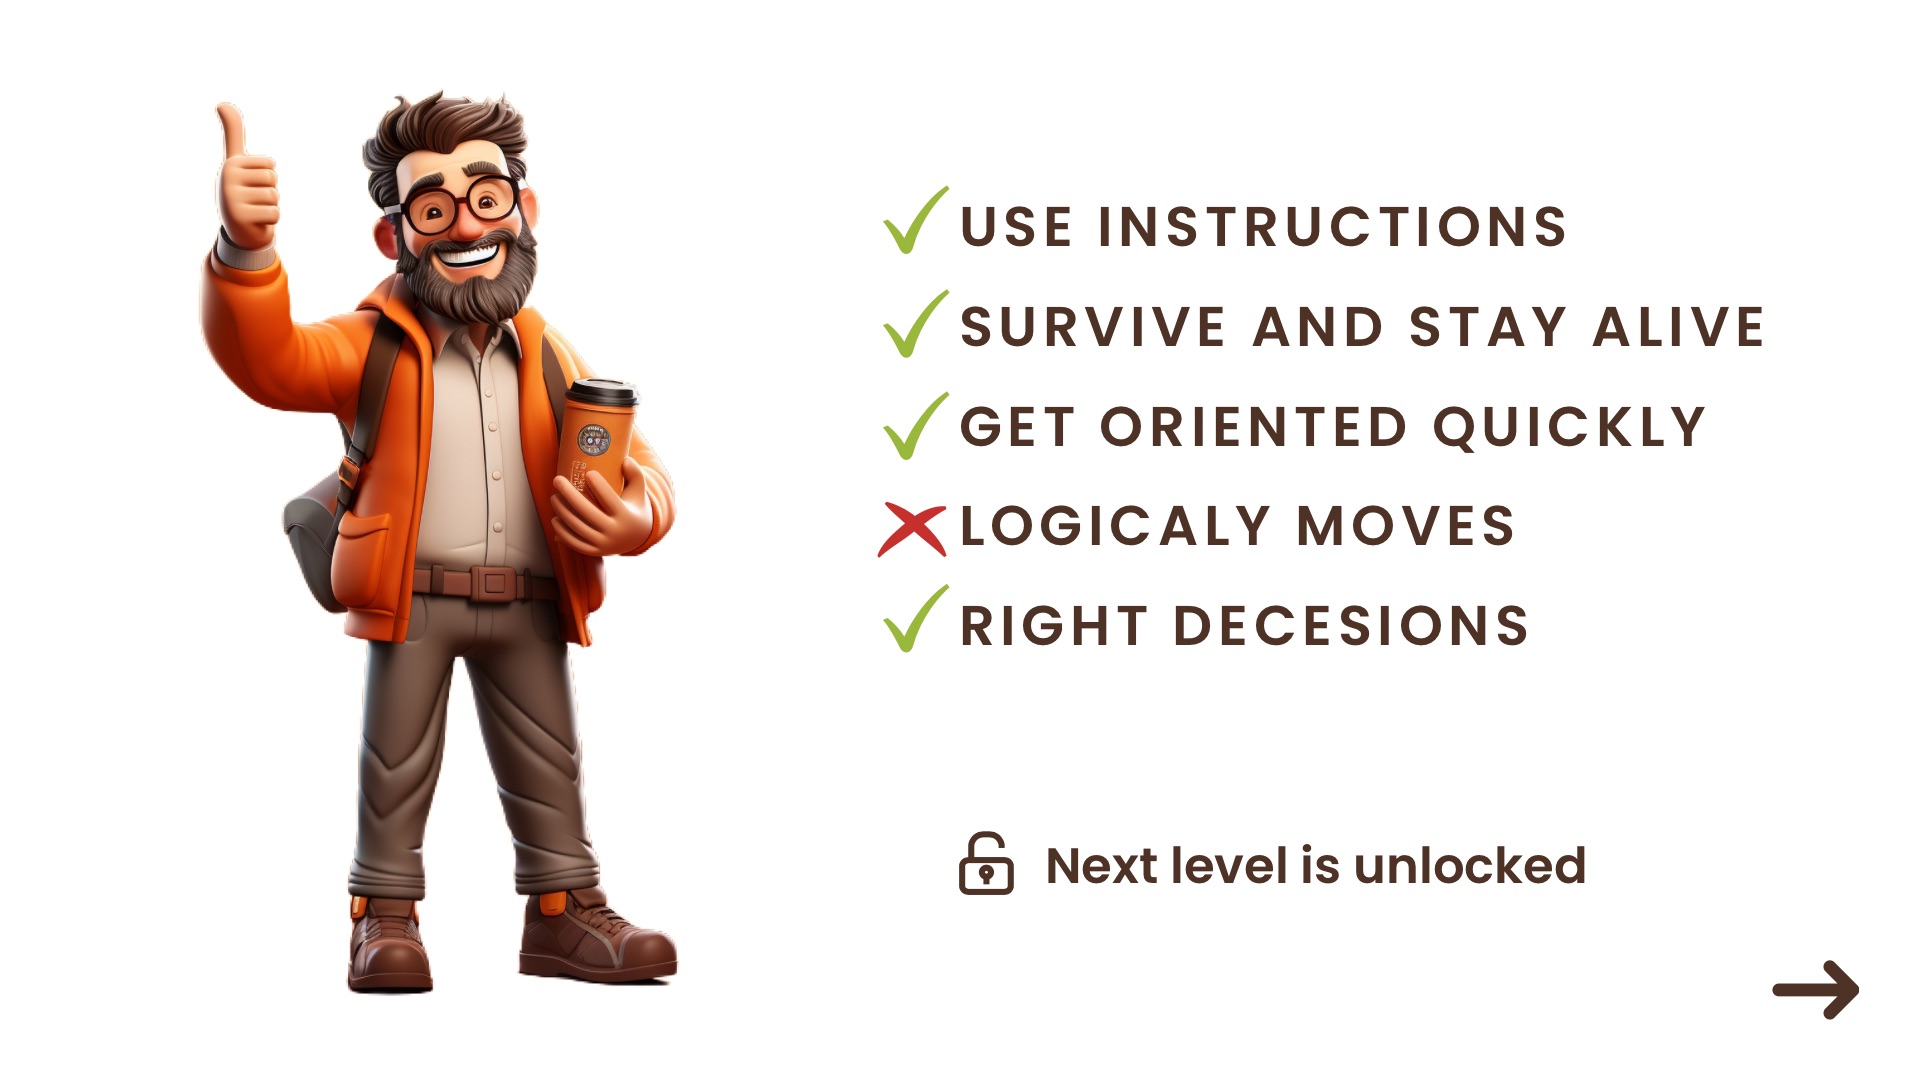 USE INSTRUCTIONS
SURVIVE AND STAY ALIVE
GET ORIENTED QUICKLY
LOGICALY MOVES
RIGHT DECESIONS
Next level is unlocked